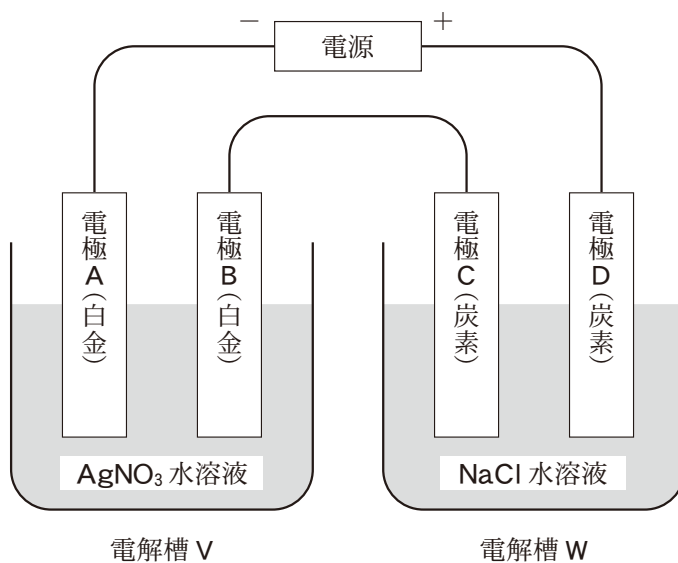 － 電源 ＋
電極A(白金)
電極B(白金)
電極C(炭素)
電極D(炭素)
AgNO₃ 水溶液
NaCl 水溶液
電解槽 V
電解槽 W